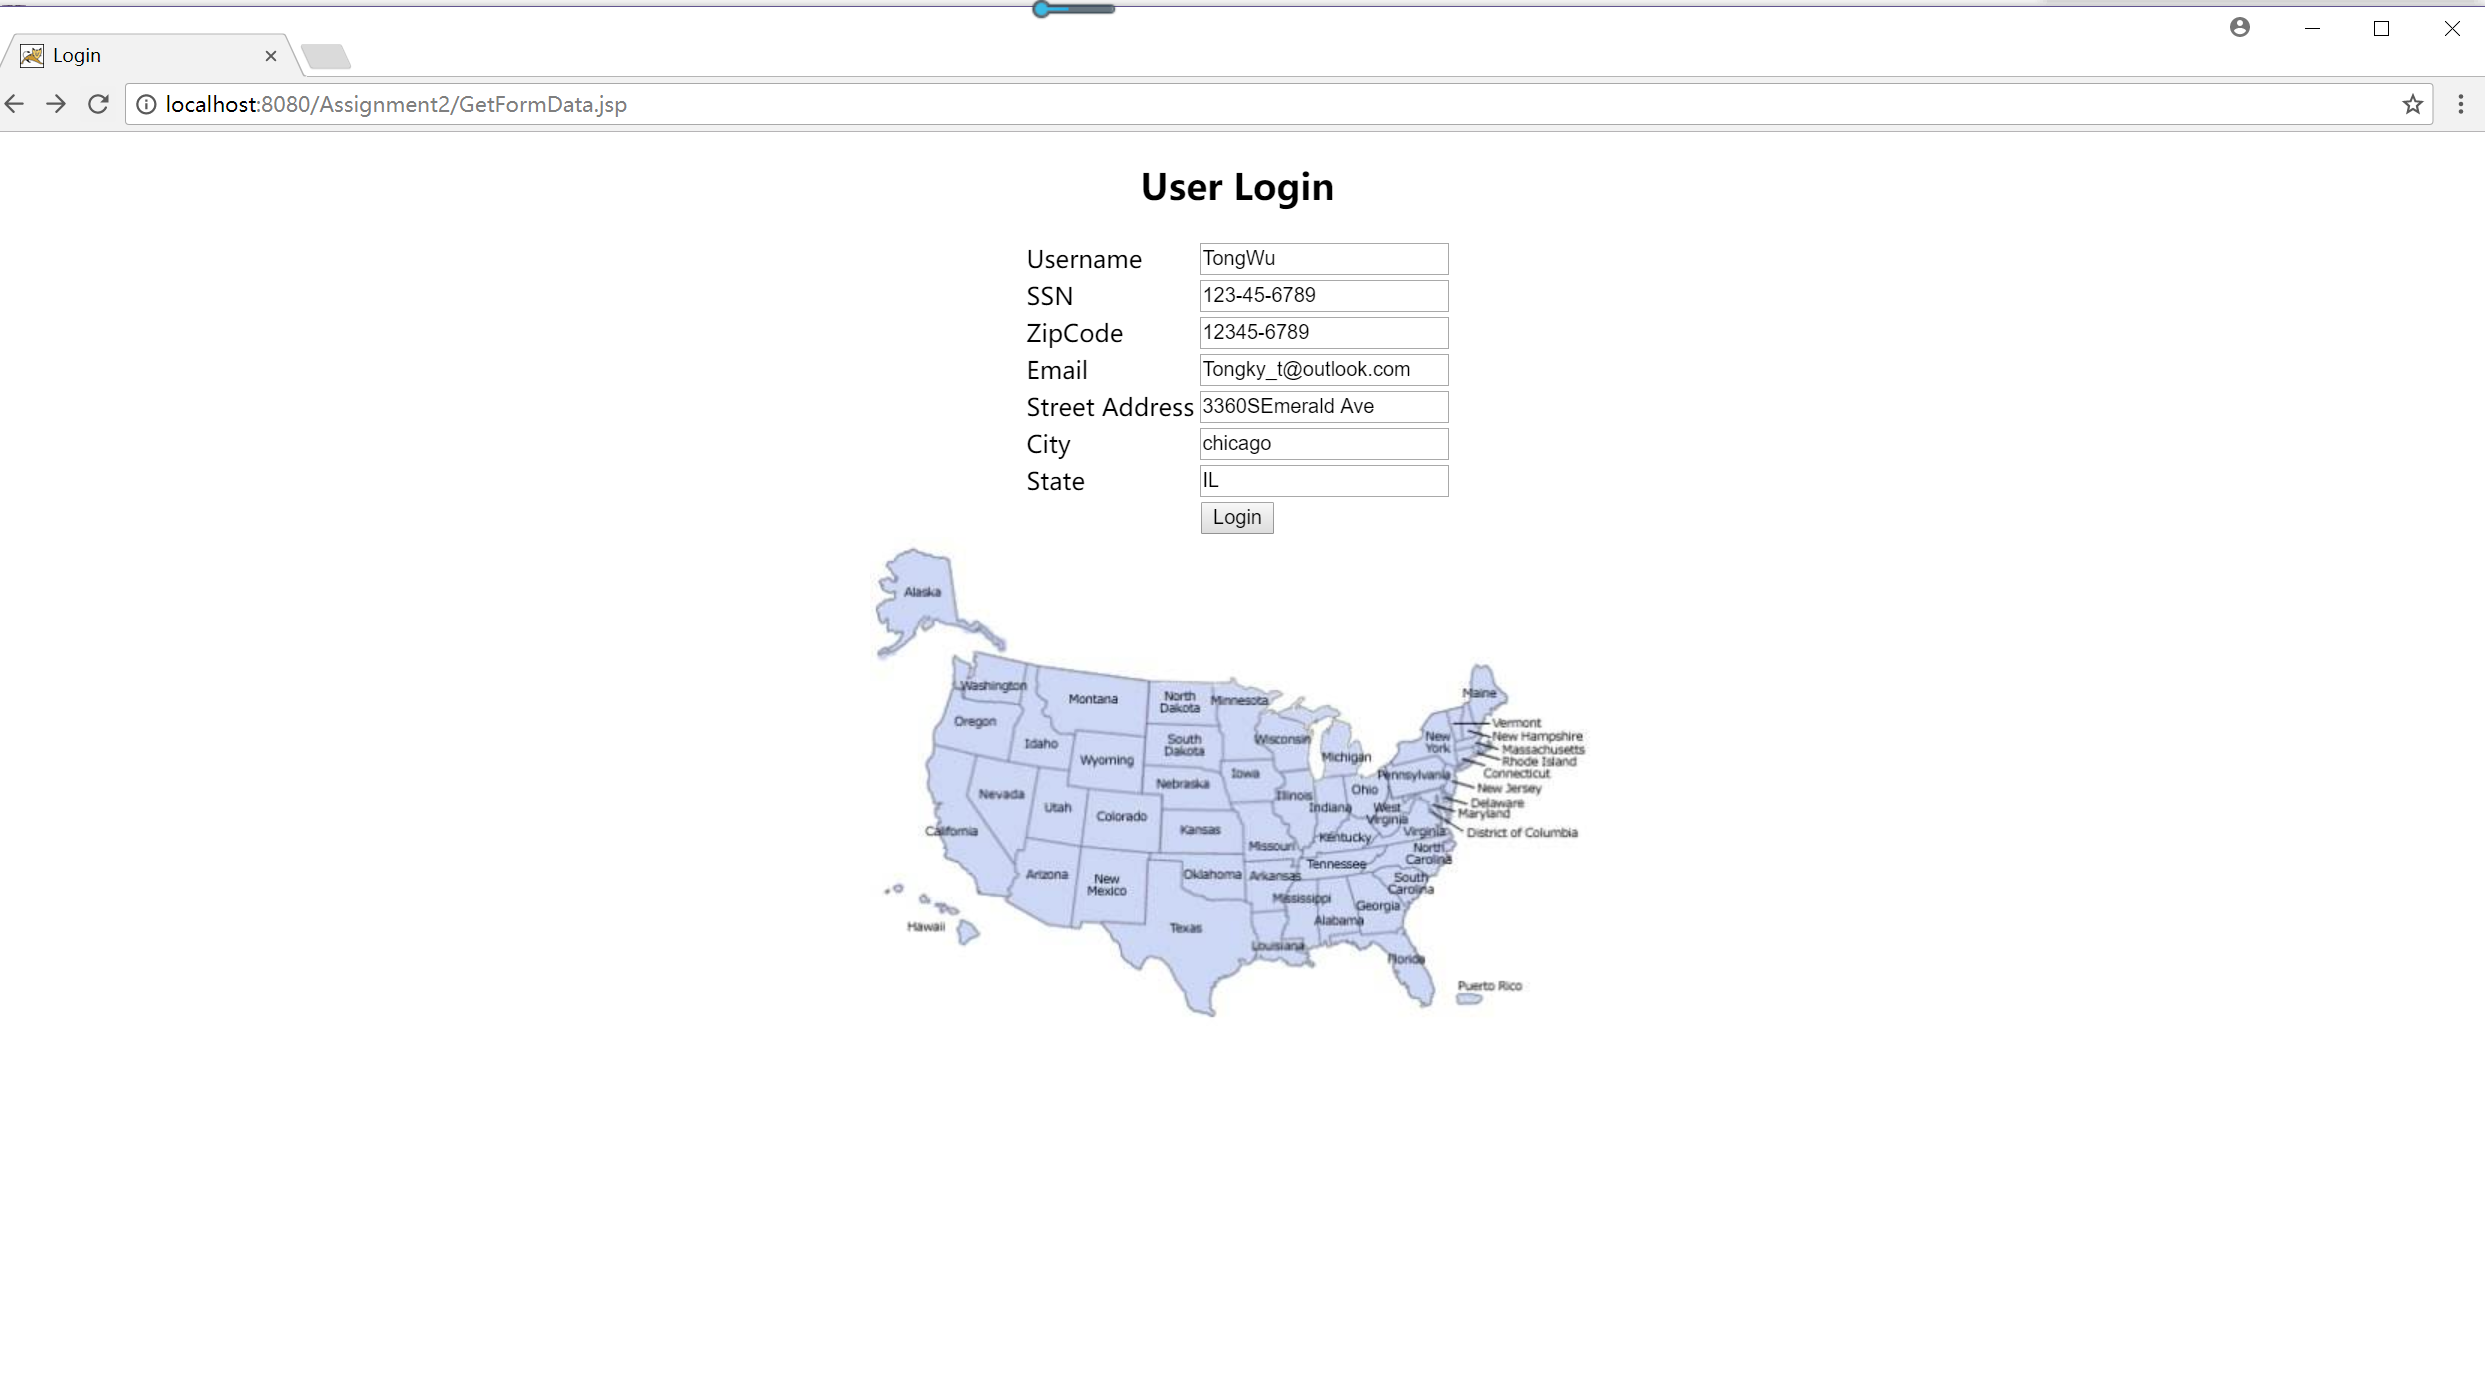 Login
localhost:8080/Assignment2/GetFormData.jsp
User Login
Username TongWu
SSN 123-45-6789
ZipCode 12345-6789
Email Tongky_t@outlook.com
Street Address 3360SEmerald Ave
City chicago
State IL
Login
Alaska
Washington
Montana
North
Dakota
Minnesota
Maine
Oregon
Vermont
New Hampshire
Idaho
South
Dakota
Wisconsin
New
York
Massachusetts
Wyoming
Michigan
Rhode Island
Connecticut
Iowa
Pennsylvania
Nebraska
New Jersey
Nevada
Illinois
Ohio
Utah
Indiana
West
Virginia
Delaware
Maryland
Colorado
California
Kansas
Kentucky
Virginia
District of Columbia
Missouri
North
Carolina
Tennessee
Arizona
New
Mexico
Oklahoma
Arkansas
South
Carolina
Mississippi
Georgia
Hawaii
Texas
Alabama
Louisiana
Florida
Puerto Rico